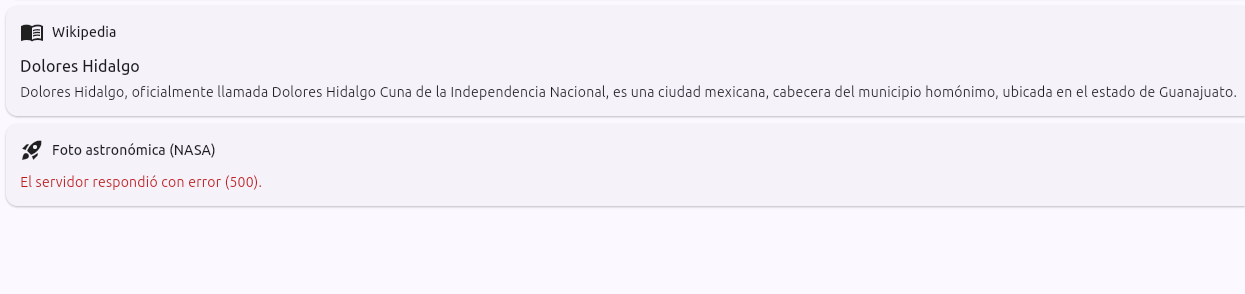 Wikipedia
Dolores Hidalgo
Dolores Hidalgo, oficialmente llamada Dolores Hidalgo Cuna de la Independencia Nacional, es una ciudad mexicana, cabecera del municipio homónimo, ubicada en el estado de Guanajuato.
Foto astronómica (NASA)
El servidor respondió con error (500).